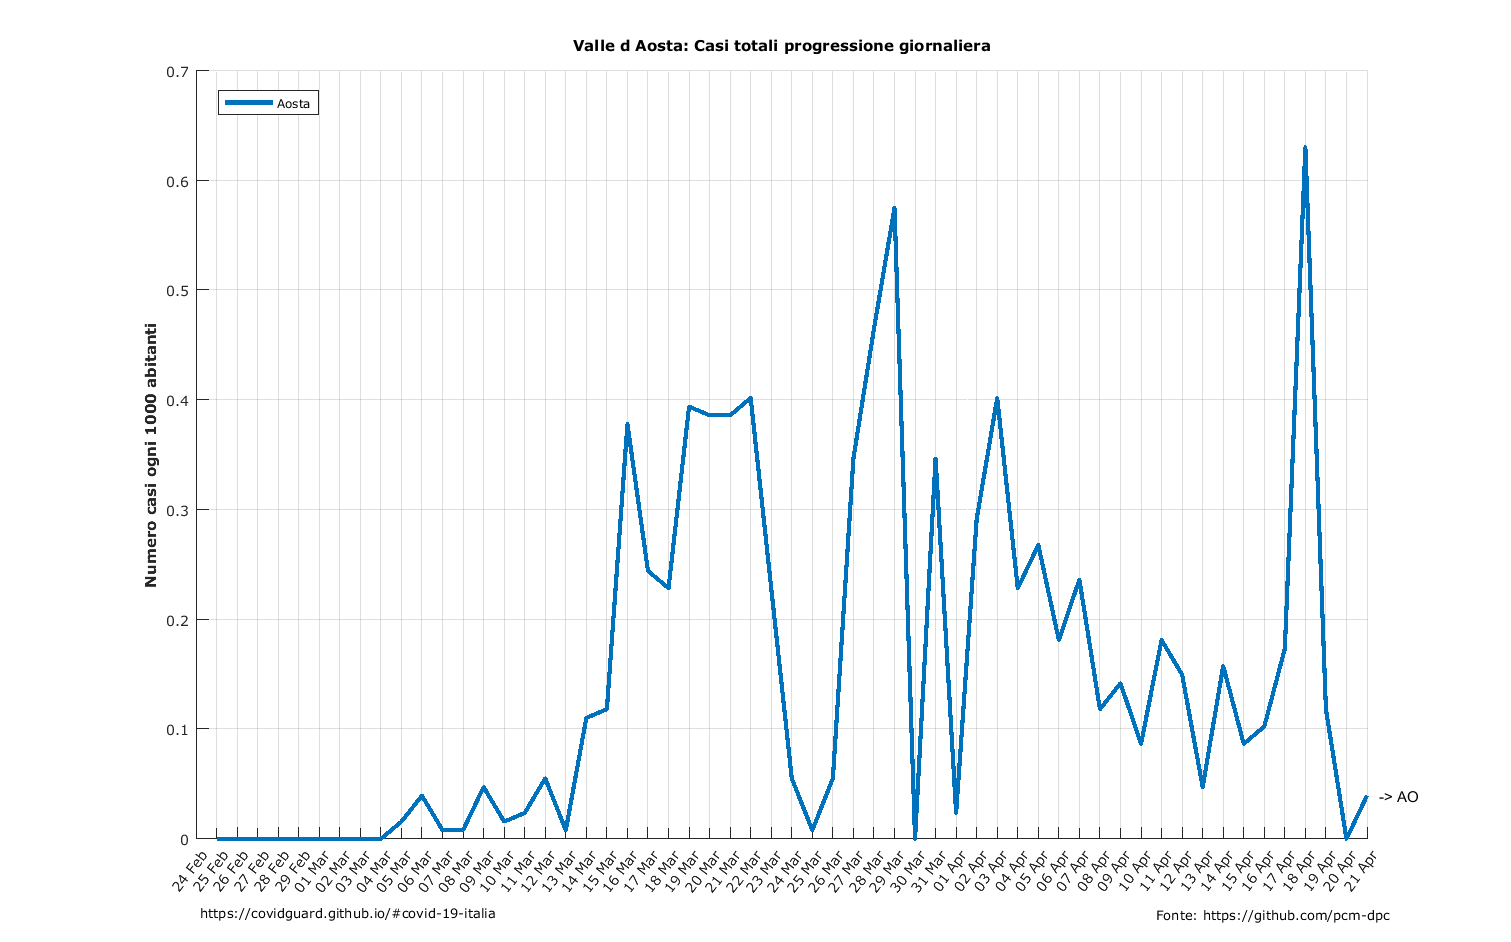 Valle d Aosta: Casi totali progressione giornaliera
Aosta
Numero casi ogni 1000 abitanti
0.7
0.6
0.5
0.4
0.3
0.2
0.1
0
-> AO
24 Feb
25 Feb
26 Feb
27 Feb
28 Feb
29 Feb
01 Mar
02 Mar
03 Mar
04 Mar
05 Mar
06 Mar
07 Mar
08 Mar
09 Mar
10 Mar
11 Mar
12 Mar
13 Mar
14 Mar
15 Mar
16 Mar
17 Mar
18 Mar
19 Mar
20 Mar
21 Mar
22 Mar
23 Mar
24 Mar
25 Mar
26 Mar
27 Mar
28 Mar
29 Mar
30 Mar
31 Mar
01 Apr
02 Apr
03 Apr
04 Apr
05 Apr
06 Apr
07 Apr
08 Apr
09 Apr
10 Apr
11 Apr
12 Apr
13 Apr
14 Apr
15 Apr
16 Apr
17 Apr
18 Apr
19 Apr
20 Apr
21 Apr
https://covidguard.github.io/#covid-19-italia
Fonte: https://github.com/pcm-dpc